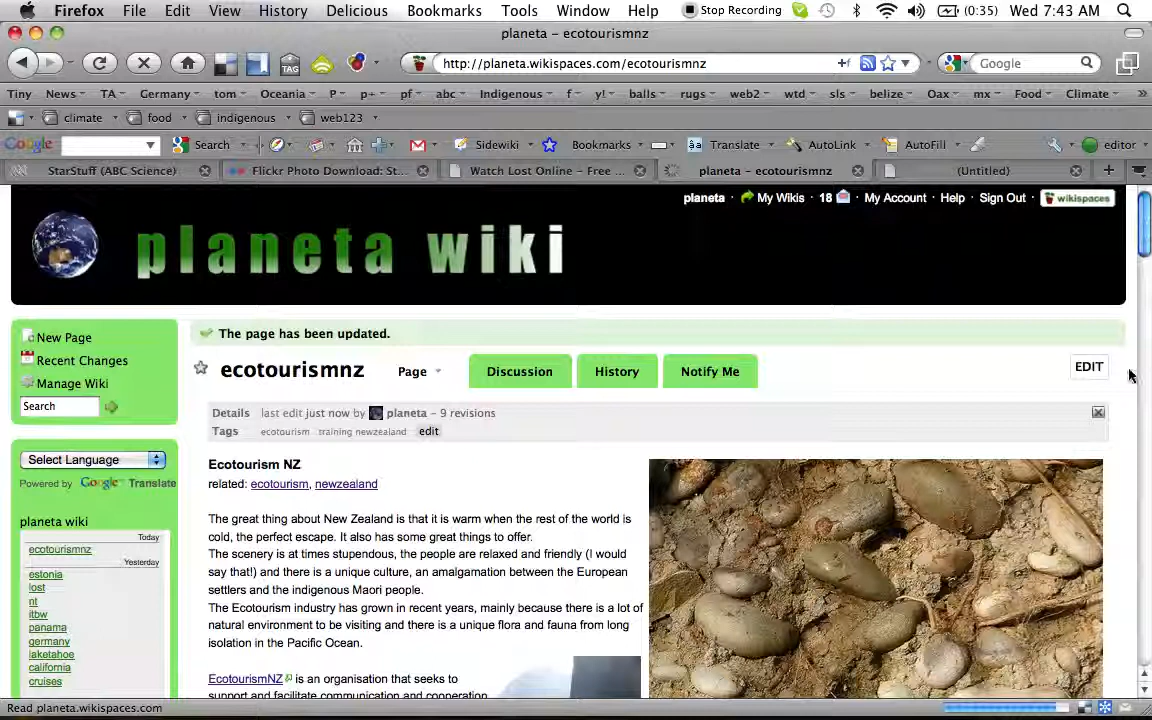 Firefox File Edit View History Delicious Bookmarks Tools Window Help Stop Recording (0:35) Wed 7:43 AM
planeta – ecotourismnz
TAG http://planeta.wikispaces.com/ecotourismnz Google
Tiny News TA Germany tom Oceania P p+ pf abc Indigenous f y! balls rugs web2 wtd sls belize Oax mx Food Climate »
climate food indigenous web123
Google Search Sidewiki Bookmarks Translate AutoLink AutoFill editor
StarStuff (ABC Science) Flickr Photo Download: St... Watch Lost Online – Free ... planeta – ecotourismnz (Untitled)
planeta · My Wikis · 18 · My Account · Help · Sign Out · wikispaces
planeta wiki
New Page
Recent Changes
Manage Wiki
Search
The page has been updated.
ecotourismnz Page Discussion History Notify Me EDIT
Details last edit just now by planeta – 9 revisions
Tags ecotourism training newzealand edit
Select Language
Powered by Google Translate
planeta wiki
Today
ecotourismnz
Yesterday
estonia
lost
nt
itbw
panama
germany
laketahoe
california
cruises
Ecotourism NZ
related: ecotourism, newzealand
The great thing about New Zealand is that it is warm when the rest of the world is
cold, the perfect escape. It also has some great things to offer.
The scenery is at times stupendous, the people are relaxed and friendly (I would
say that!) and there is a unique culture, an amalgamation between the European
settlers and the indigenous Maori people.
The Ecotourism industry has grown in recent years, mainly because there is a lot of
natural environment to be visiting and there is a unique flora and fauna from long
isolation in the Pacific Ocean.
EcotourismNZ is an organisation that seeks to
support and facilitate communication and cooperation
Read planeta.wikispaces.com